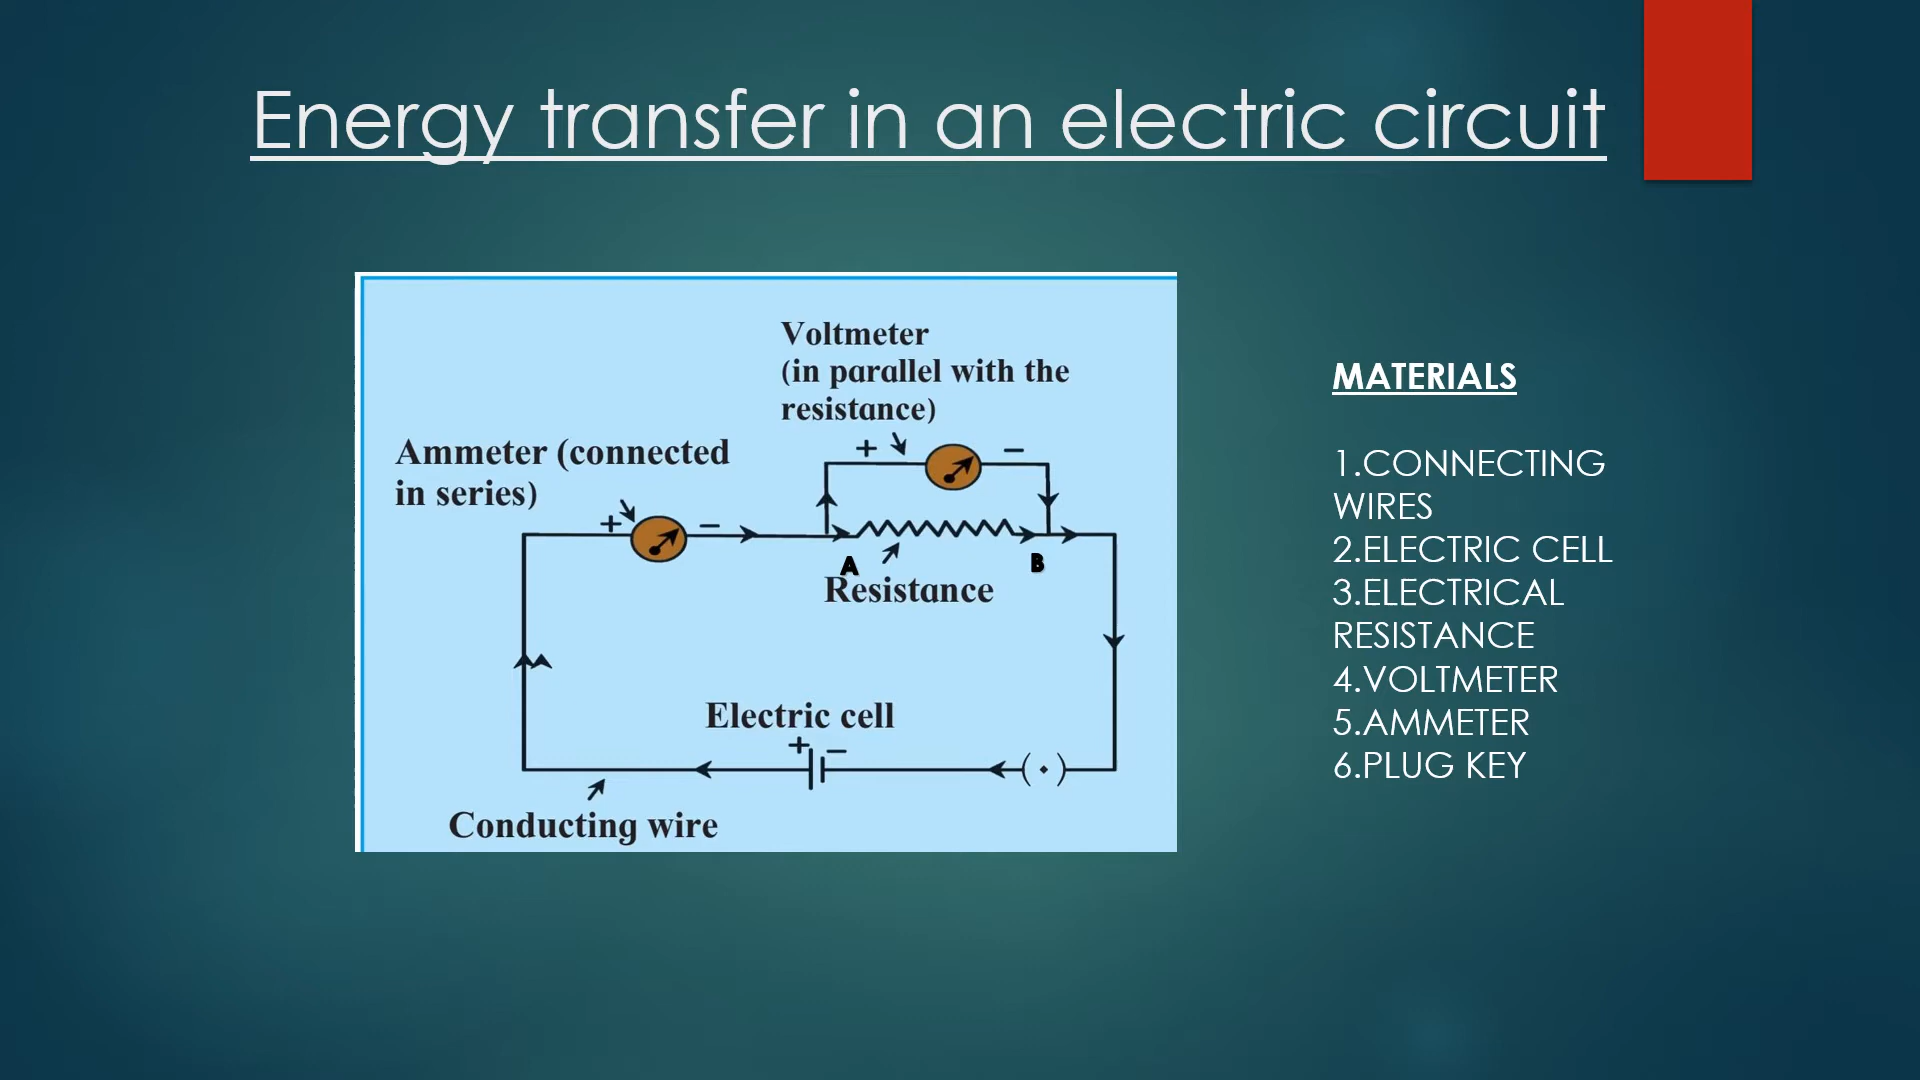 Energy transfer in an electric circuit
Voltmeter
(in parallel with the
resistance)
+
−
Ammeter (connected
in series)
+
−
A
B
Resistance
Electric cell
+
−
( · )
Conducting wire
MATERIALS
1.CONNECTING
WIRES
2.ELECTRIC CELL
3.ELECTRICAL
RESISTANCE
4.VOLTMETER
5.AMMETER
6.PLUG KEY